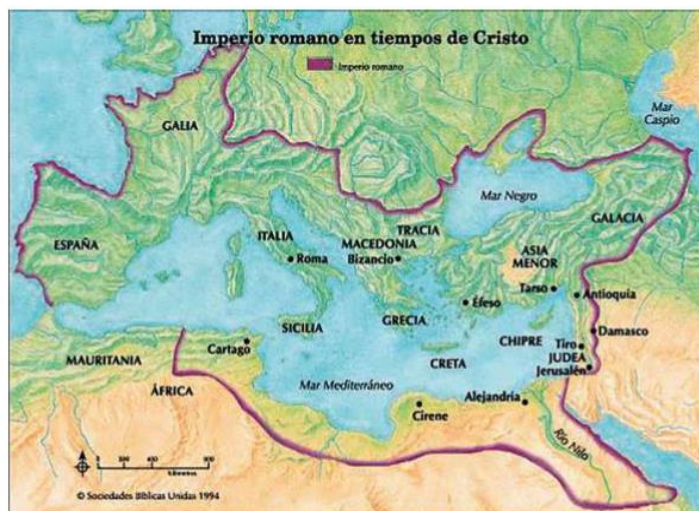 Imperio romano en tiempos de Cristo
Imperio romano
Mar
Caspio
GALIA
Mar Negro
GALACIA
ESPAÑA
ITALIA
TRACIA
MACEDONIA
Roma
Bizancio
ASIA
MENOR
Tarso
Antioquía
Éfeso
SICILIA
GRECIA
CHIPRE
Damasco
Cartago
Tiro
JUDEA
Jerusalén
MAURITANIA
CRETA
ÁFRICA
Mar Mediterráneo
Alejandría
Cirene
Río Nilo
© Sociedades Bíblicas Unidas 1994